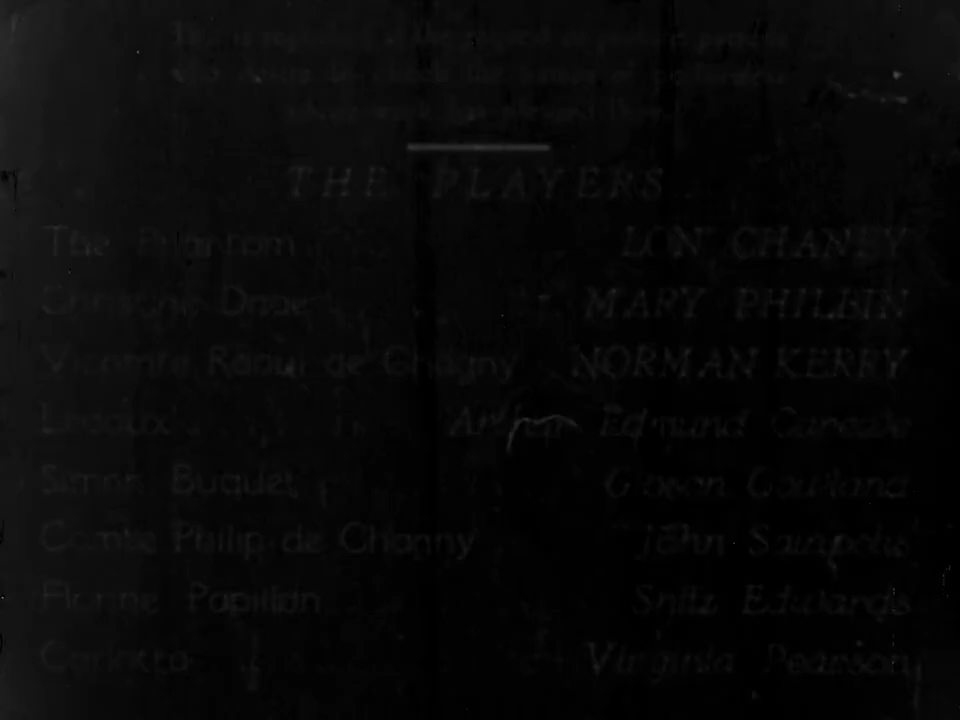 THE PLAYERS
The Phantom LON CHANEY
Christine Daae MARY PHILBIN
Vicomte Raoul de Chagny NORMAN KERRY
Ledoux Arthur Edmund Carewe
Simon Buquet Gibson Gowland
Comte Philip de Chagny John Sainpolis
Florine Papillon Snitz Edwards
Carlotta Virginia Pearson